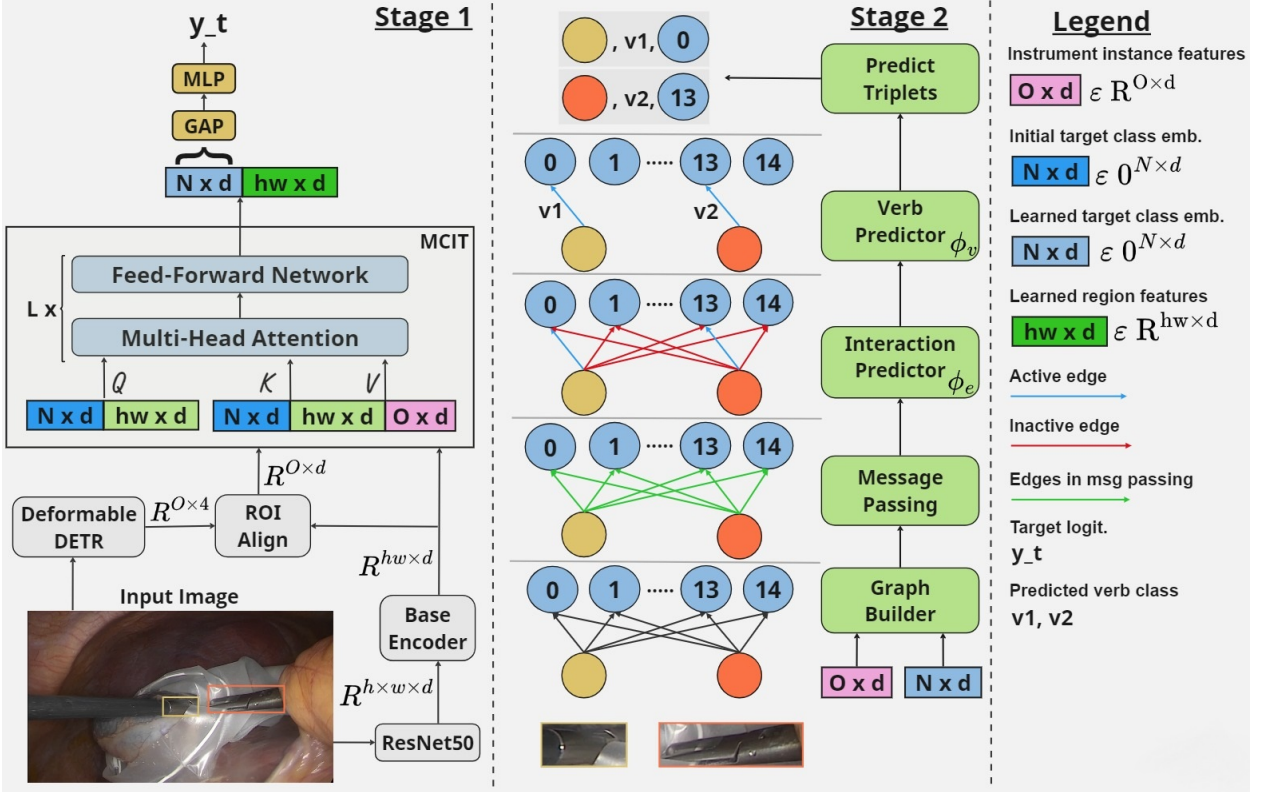 Stage 1
y_t
MLP
GAP
N x d hw x d
MCIT
L x
Feed-Forward Network
Multi-Head Attention
Q K V
N x d hw x d N x d hw x d O x d
R^{O×d}
Deformable
DETR
R^{O×4}
ROI
Align
R^{hw×d}
Input Image
Base
Encoder
R^{h×w×d}
ResNet50
Stage 2
, v1, 0
, v2, 13
Predict
Triplets
0 1 ..... 13 14
v1 v2
Verb
Predictor ϕ_v
0 1 ..... 13 14
Interaction
Predictor ϕ_e
0 1 ..... 13 14
Message
Passing
0 1 ..... 13 14
Graph
Builder
O x d N x d
Legend
Instrument instance features
O x d ε R^{O×d}
Initial target class emb.
N x d ε 0^{N×d}
Learned target class emb.
N x d ε 0^{N×d}
Learned region features
hw x d ε R^{hw×d}
Active edge
Inactive edge
Edges in msg passing
Target logit.
y_t
Predicted verb class
v1, v2